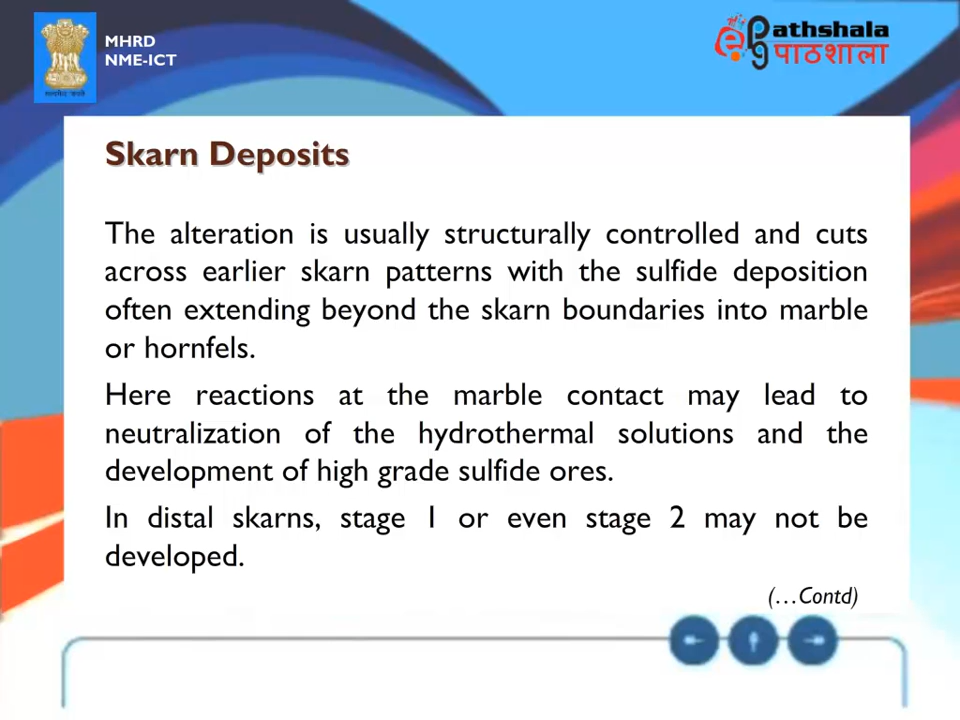 MHRD
NME-ICT
सत्यमेव जयते
e Pathshala
पाठशाला
Skarn Deposits
The alteration is usually structurally controlled and cuts
across earlier skarn patterns with the sulfide deposition
often extending beyond the skarn boundaries into marble
or hornfels.
Here reactions at the marble contact may lead to
neutralization of the hydrothermal solutions and the
development of high grade sulfide ores.
In distal skarns, stage 1 or even stage 2 may not be
developed.
(...Contd)